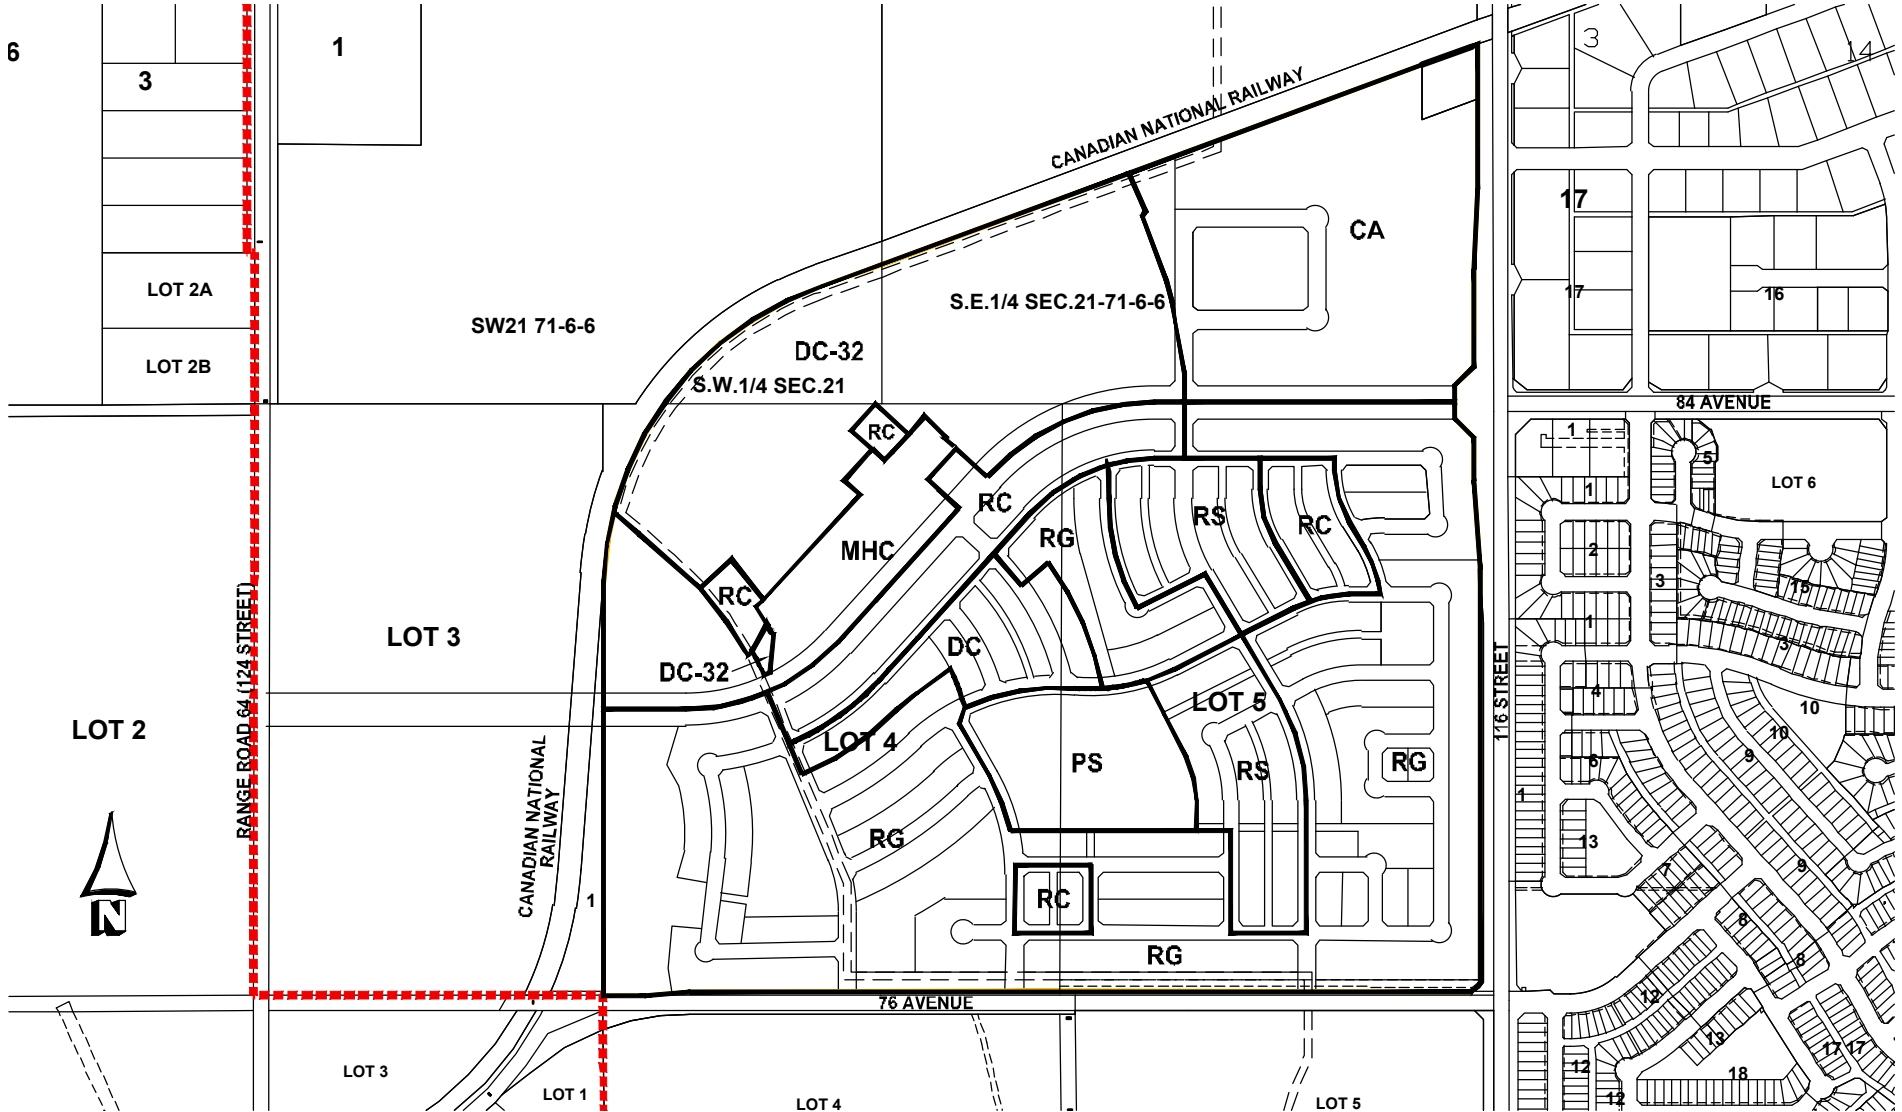 6
1
3
3
14
CANADIAN NATIONAL RAILWAY
17
CA
LOT 2A
SW21 71-6-6
S.E.1/4 SEC.21-71-6-6
17
16
LOT 2B
DC-32
S.W.1/4 SEC.21
84 AVENUE
RC
1
5
LOT 6
1
RC
RS
RC
RG
MHC
2
3
15
RC
1
3
LOT 3
RANGE ROAD 64 (124 STREET)
DC
DC-32
116 STREET
4
LOT 5
10
LOT 2
LOT 4
10
9
PS
RS
RG
6
1
CANADIAN NATIONAL
RAILWAY
RG
13
7
9
1
RC
8
N
RG
8
12
76 AVENUE
13
17
17
LOT 3
LOT 1
LOT 4
LOT 5
12
18
12